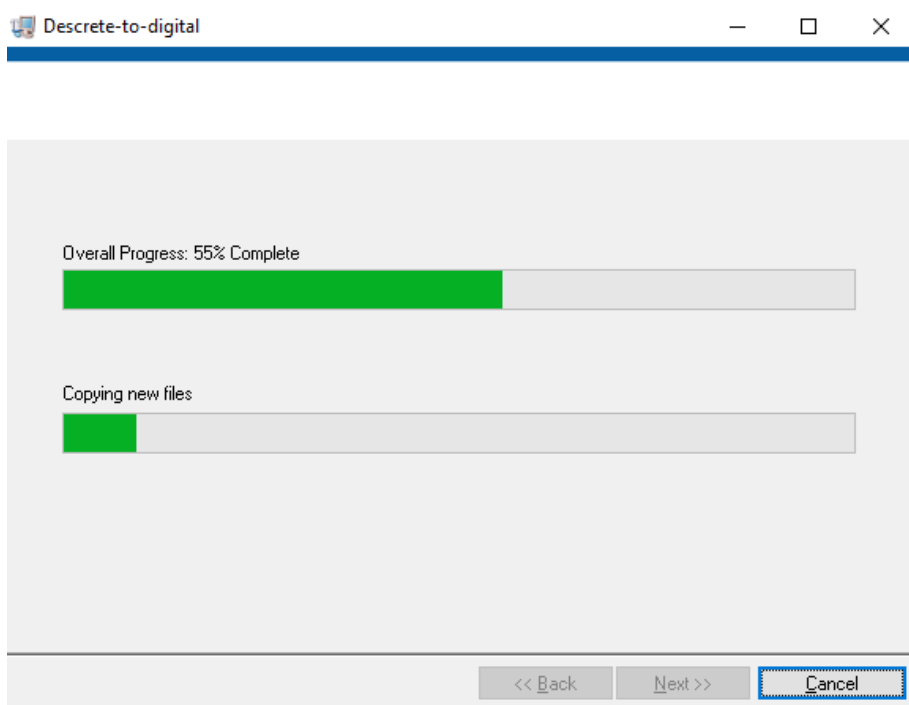 Descrete-to-digital
Overall Progress: 55% Complete
Copying new files
<< Back Next >> Cancel